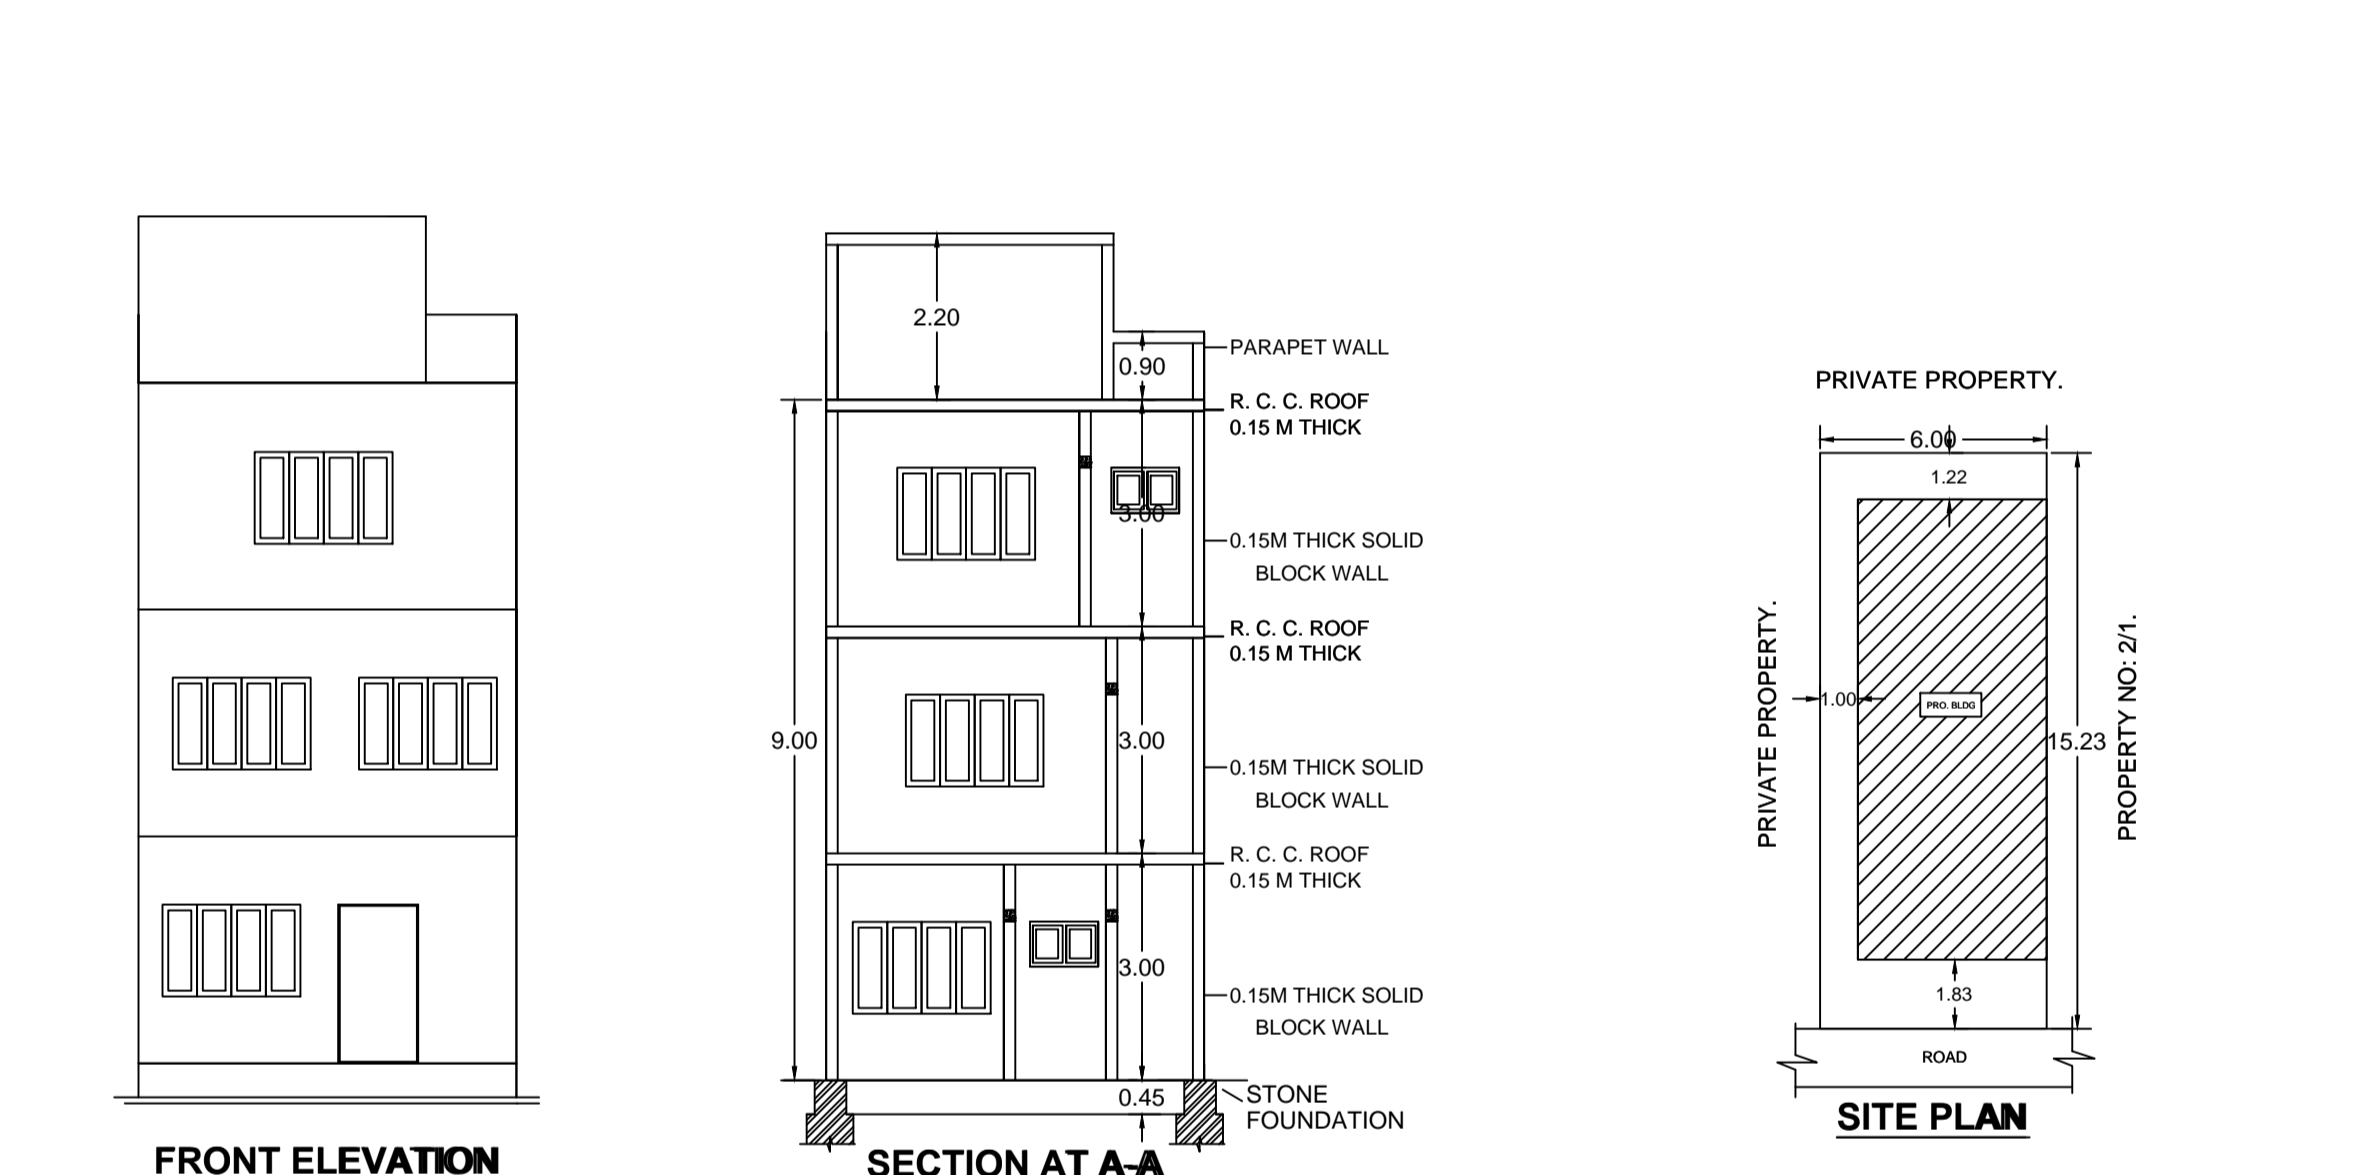 FRONT ELEVATION
2.20
0.90
PARAPET WALL
R. C. C. ROOF
0.15 M THICK
3.00
0.15M THICK SOLID
BLOCK WALL
R. C. C. ROOF
0.15 M THICK
9.00
3.00
0.15M THICK SOLID
BLOCK WALL
R. C. C. ROOF
0.15 M THICK
3.00
0.15M THICK SOLID
BLOCK WALL
0.45
STONE
FOUNDATION
SECTION AT A-A
PRIVATE PROPERTY.
6.00
1.22
PRIVATE PROPERTY.
1.00
PRO. BLDG
15.23
PROPERTY NO: 2/1.
1.83
ROAD
SITE PLAN